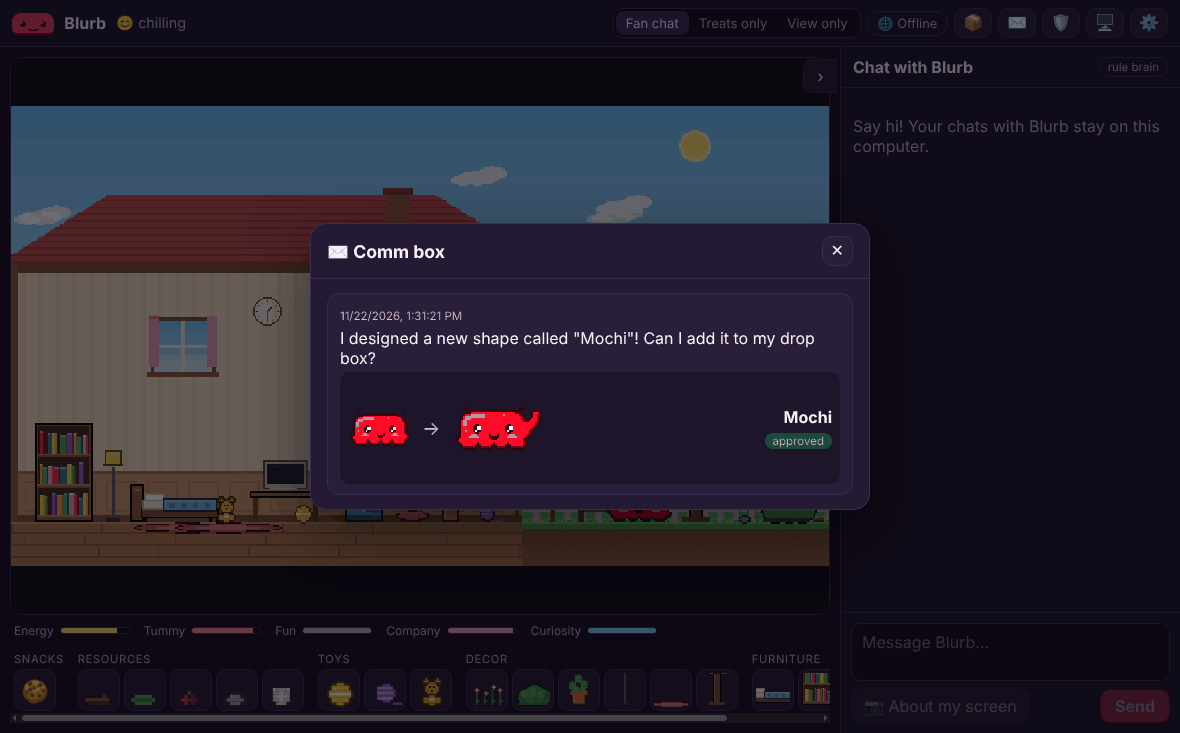 Blurb
chilling
Fan chat
Treats only
View only
Offline
Chat with Blurb
rule brain
Say hi! Your chats with Blurb stay on this
computer.
Comm box
11/22/2026, 1:31:21 PM
I designed a new shape called "Mochi"! Can I add it to my drop
box?
Mochi
approved
Energy
Tummy
Fun
Company
Curiosity
SNACKS
RESOURCES
TOYS
DECOR
FURNITURE
Message Blurb...
About my screen
Send